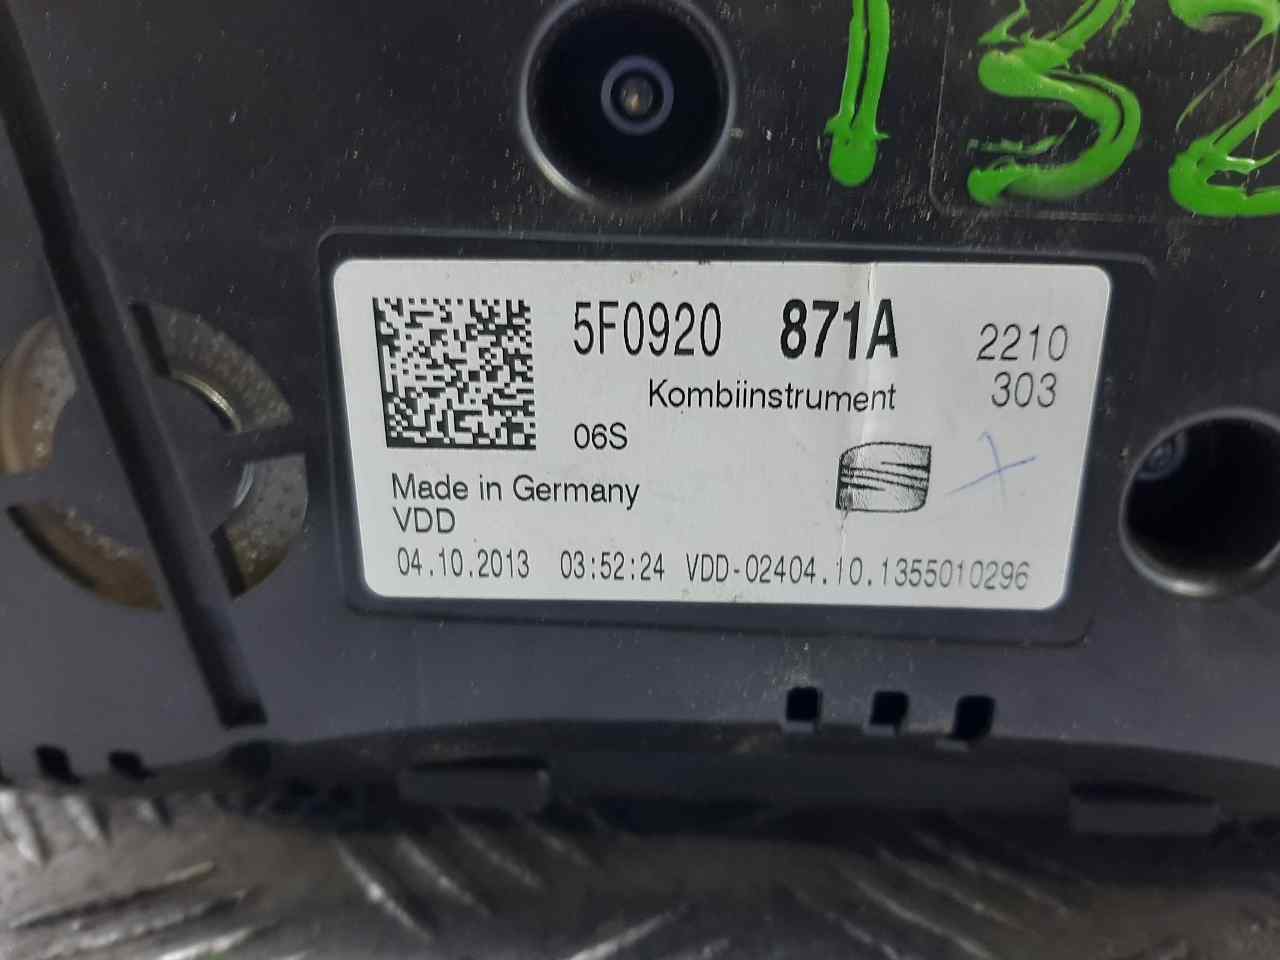 132
5F0920 871A 2210
Kombiinstrument 303
06S
Made in Germany
VDD
04.10.2013 03:52:24 VDD-02404.10.1355010296